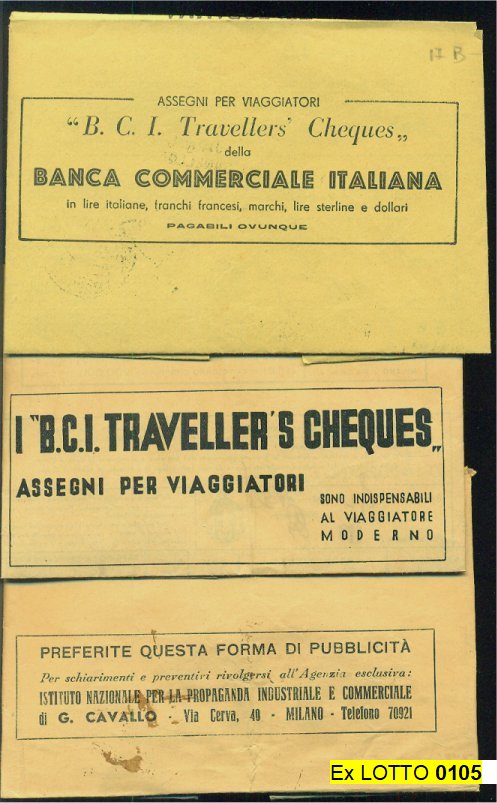 17 B
ASSEGNI PER VIAGGIATORI
“B. C. I. Travellers' Cheques„
della
BANCA COMMERCIALE ITALIANA
in lire italiane, franchi francesi, marchi, lire sterline e dollari
PAGABILI OVUNQUE
I "B.C.I. TRAVELLER'S CHEQUES„
ASSEGNI PER VIAGGIATORI
SONO INDISPENSABILI
AL VIAGGIATORE
MODERNO
PREFERITE QUESTA FORMA DI PUBBLICITÀ
Per schiarimenti e preventivi rivolgersi all'Agenzia esclusiva:
ISTITUTO NAZIONALE PER LA PROPAGANDA INDUSTRIALE E COMMERCIALE
di G. CAVALLO - Via Cerva, 40 - MILANO - Telefono 70921
Ex LOTTO 0105